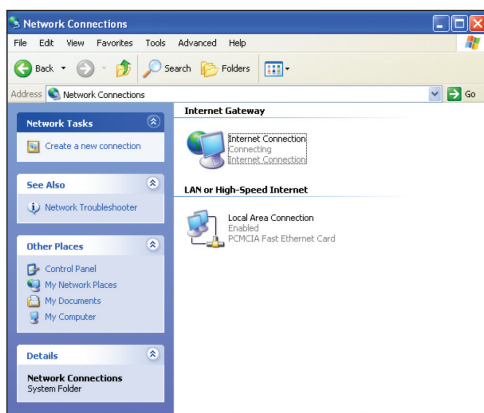 Network Connections
File Edit View Favorites Tools Advanced Help
Back Search Folders
Address Network Connections Go
Network Tasks
Create a new connection
See Also
Network Troubleshooter
Other Places
Control Panel
My Network Places
My Documents
My Computer
Details
Network Connections
System Folder
Internet Gateway
Internet Connection
Connecting
Internet Connection
LAN or High-Speed Internet
Local Area Connection
Enabled
PCMCIA Fast Ethernet Card